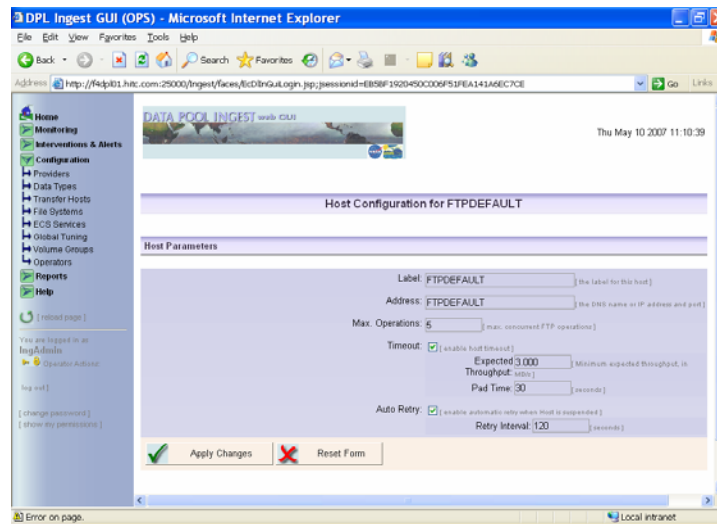 DPL Ingest GUI (OPS) - Microsoft Internet Explorer
File Edit View Favorites Tools Help
Back Search Favorites
Address http://f4dpl01.hitc.com:25000/Ingest/faces/EcDlInGuiLogin.jsp;jsessionid=EB58F1920450C006F51FEA141A6EC7CE Go Links
Home
Monitoring
Interventions & Alerts
Configuration
Providers
Data Types
Transfer Hosts
File Systems
ECS Services
Global Tuning
Volume Groups
Operators
Reports
Help
[ reload page ]
You are logged in as
IngAdmin
Operator Actions:
log out ]
[ change password ]
[ show my permissions ]
DATA POOL INGEST web GUI
Thu May 10 2007 11:10:39
Host Configuration for FTPDEFAULT
Host Parameters
Label: FTPDEFAULT [ the label for this host ]
Address: FTPDEFAULT [ the DNS name or IP address and port ]
Max. Operations: 5 [ max. concurrent FTP operations ]
Timeout: [ enable host timeout ]
Expected Throughput: 3.000 [ Minimum expected throughput, in MB/s ]
Pad Time: 30 [ seconds ]
Auto Retry: [ enable automatic retry when Host is suspended ]
Retry Interval: 120 [ seconds ]
Apply Changes Reset Form
Error on page. Local intranet